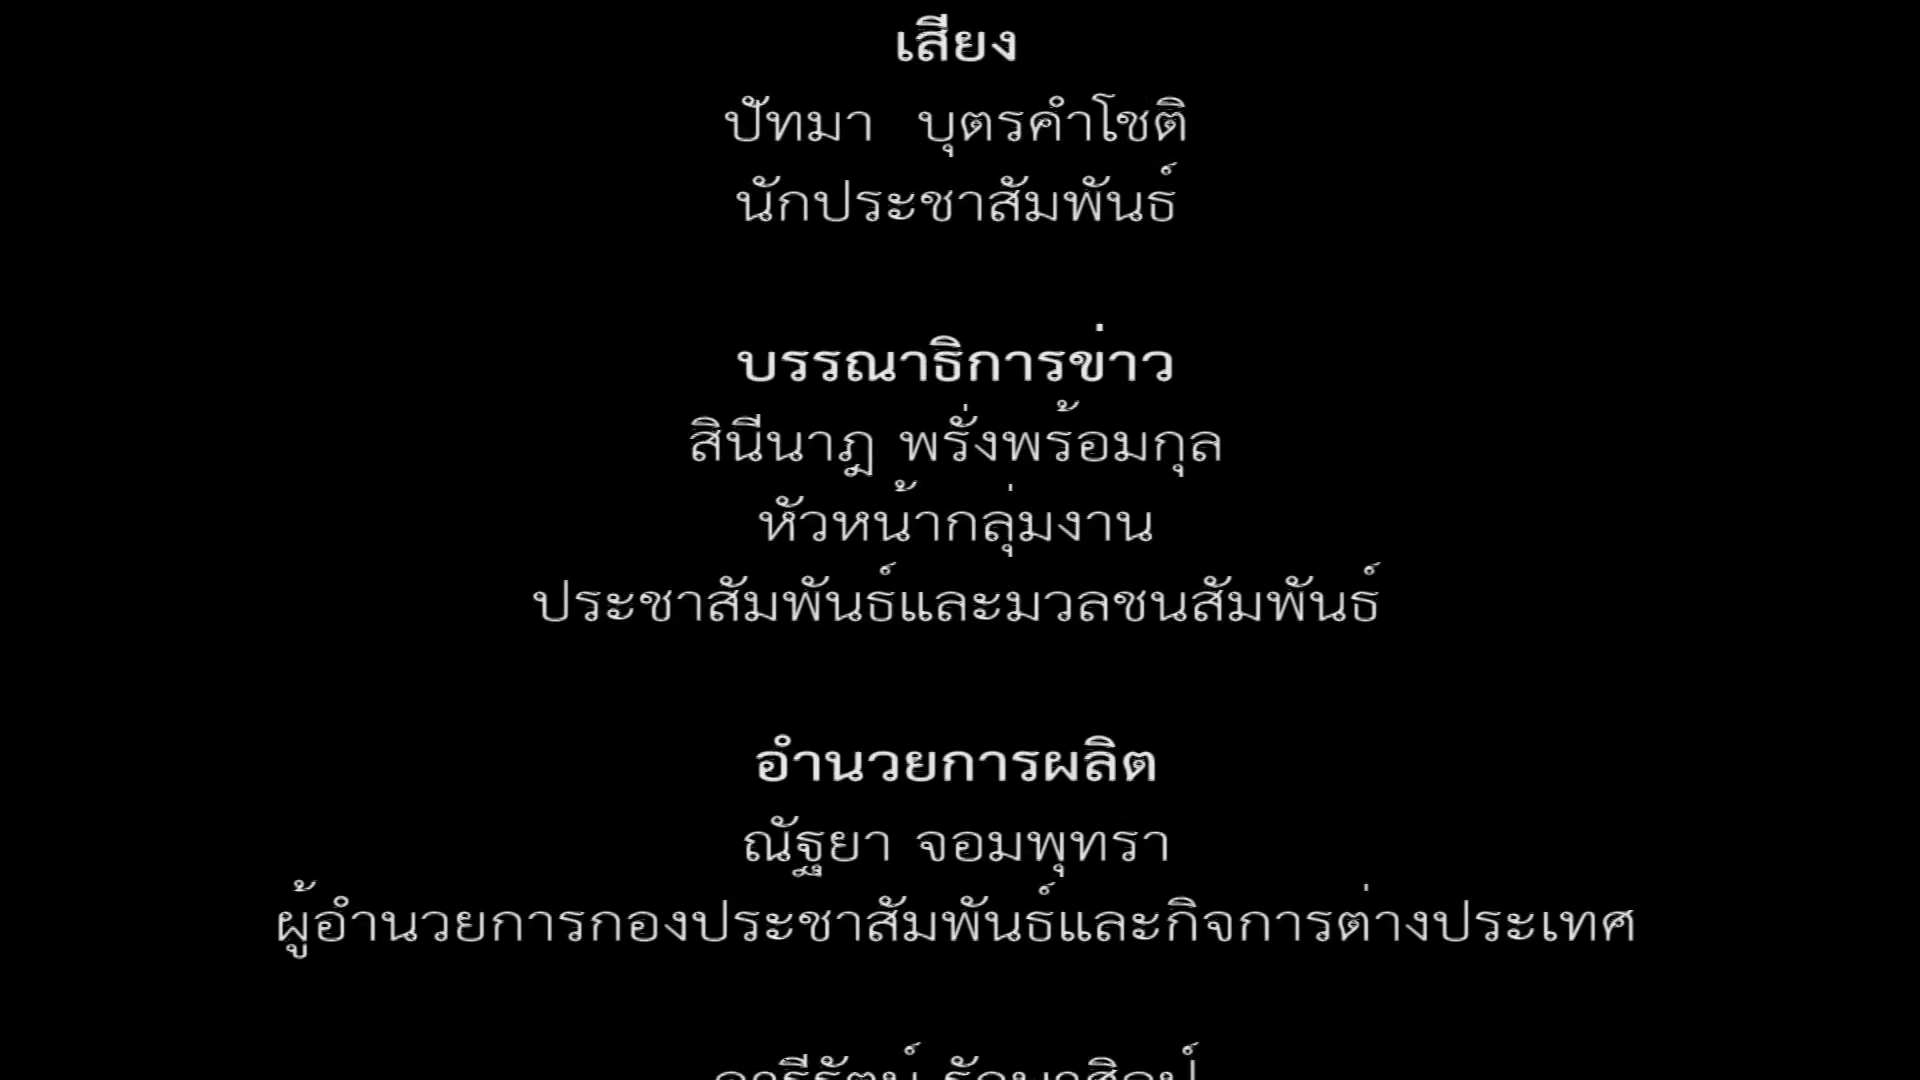 เสียง
ปัทมา บุตรคำโชติ
นักประชาสัมพันธ์
บรรณาธิการข่าว
สินีนาฎ พรั่งพร้อมกุล
หัวหน้ากลุ่มงาน
ประชาสัมพันธ์และมวลชนสัมพันธ์
อำนวยการผลิต
ณัฐยา จอมพุทรา
ผู้อำนวยการกองประชาสัมพันธ์และกิจการต่างประเทศ